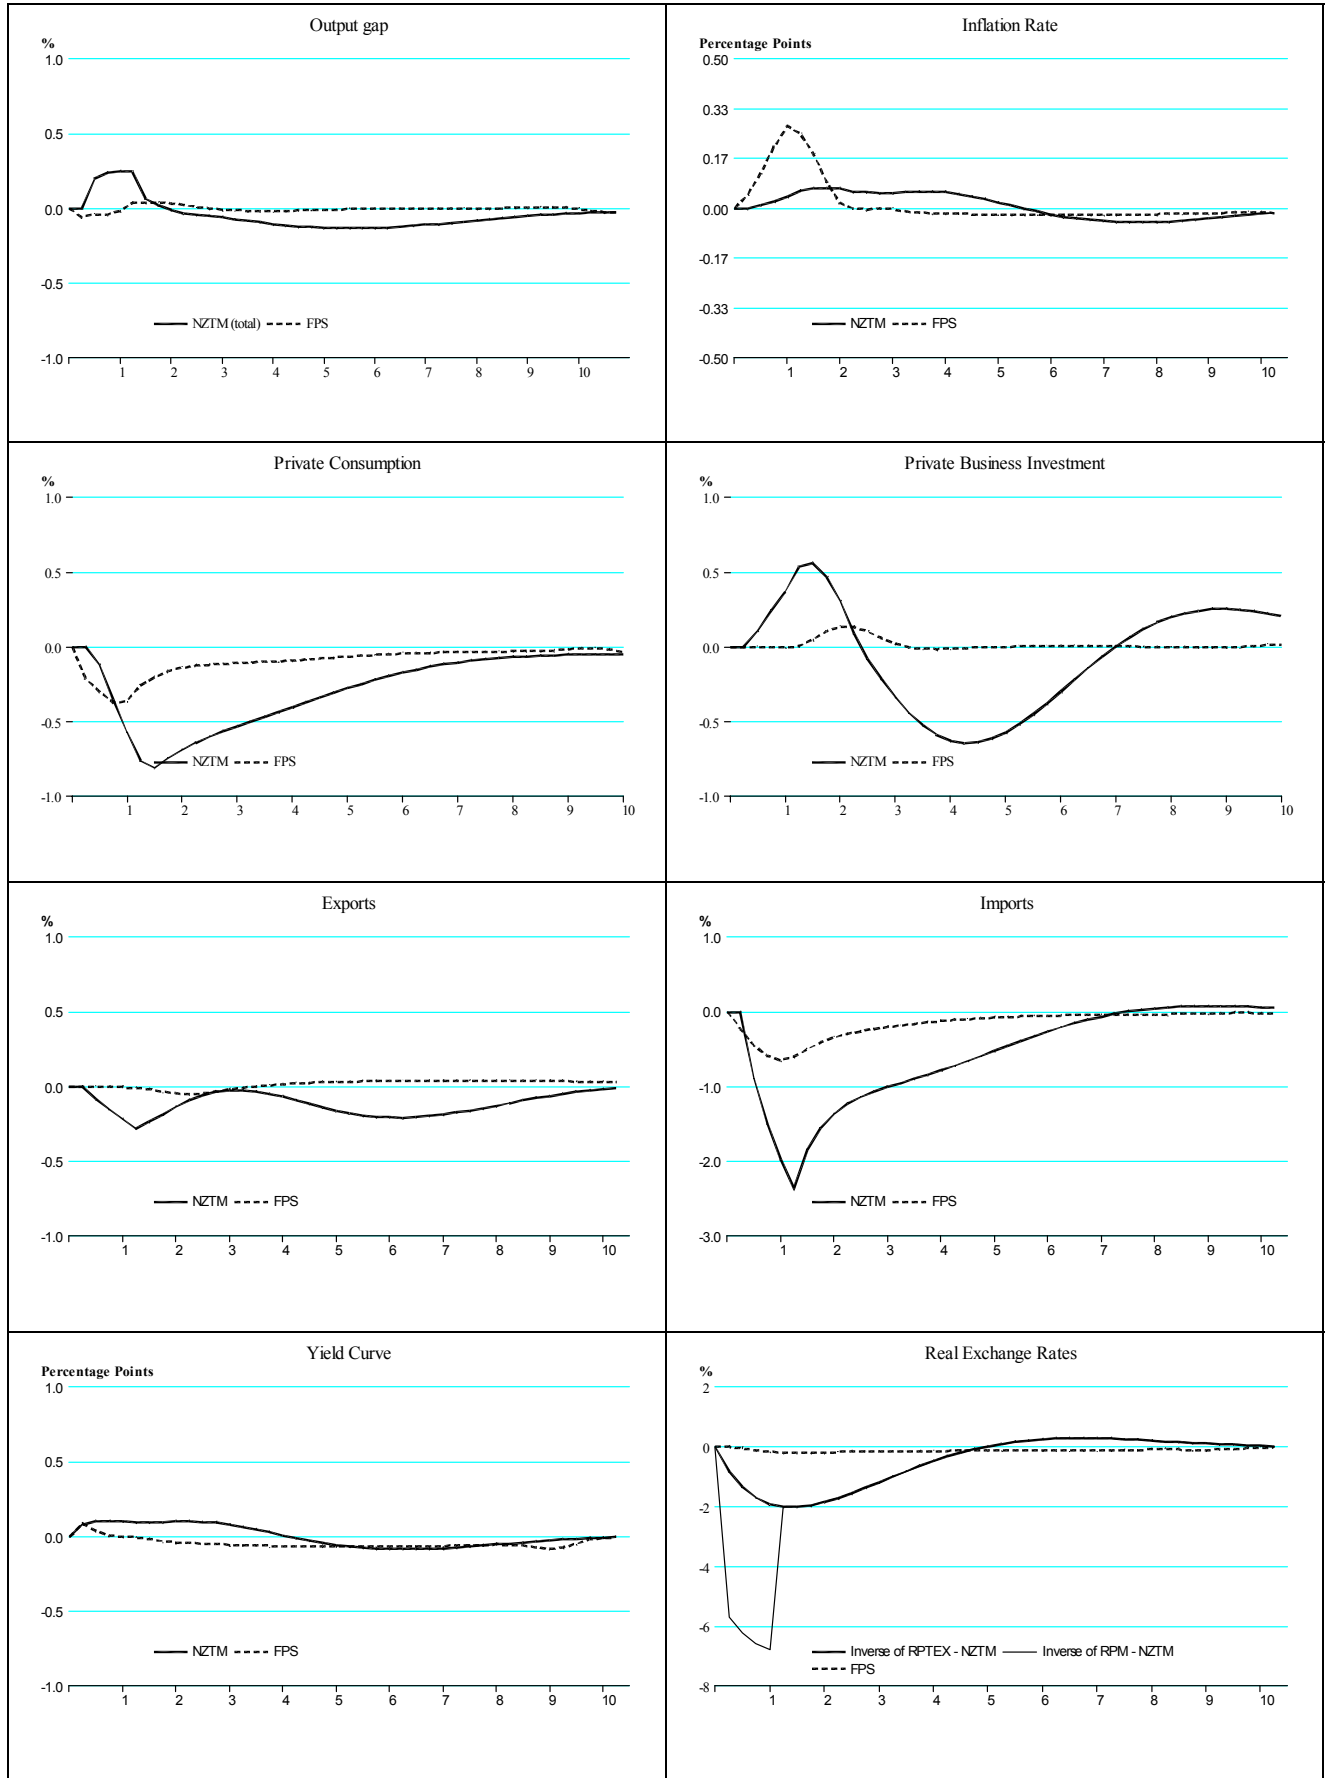 Output gap
%
1.0
0.5
0.0
-0.5
-1.0
NZTM (total) FPS
1 2 3 4 5 6 7 8 9 10
Inflation Rate
Percentage Points
0.50
0.33
0.17
0.00
-0.17
-0.33
-0.50
NZTM FPS
1 2 3 4 5 6 7 8 9 10
Private Consumption
%
1.0
0.5
0.0
-0.5
-1.0
NZTM FPS
1 2 3 4 5 6 7 8 9 10
Private Business Investment
%
1.0
0.5
0.0
-0.5
-1.0
NZTM FPS
1 2 3 4 5 6 7 8 9 10
Exports
%
1.0
0.5
0.0
-0.5
-1.0
NZTM FPS
1 2 3 4 5 6 7 8 9 10
Imports
%
1.0
0.0
-1.0
-2.0
-3.0
NZTM FPS
1 2 3 4 5 6 7 8 9 10
Yield Curve
Percentage Points
1.0
0.5
0.0
-0.5
-1.0
NZTM FPS
1 2 3 4 5 6 7 8 9 10
Real Exchange Rates
%
2
0
-2
-4
-6
-8
Inverse of RPTEX - NZTM Inverse of RPM - NZTM
FPS
1 2 3 4 5 6 7 8 9 10